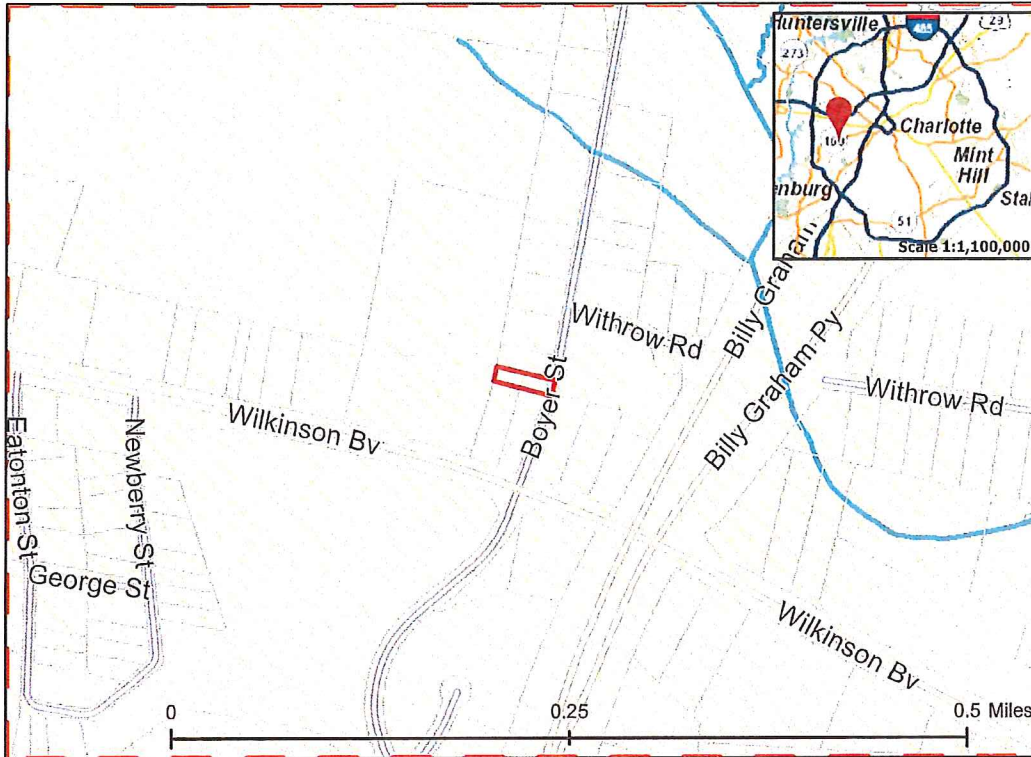 Huntersville
485
29
273
160
Charlotte
Mint
Hill
enburg
Stal
51
Scale 1:1,100,000
Billy Graham
Withrow Rd
Billy Graham Py
Withrow Rd
Boyer St
Wilkinson Bv
Eatonton St
Newberry St
George St
Wilkinson Bv
0
0.25
0.5 Miles